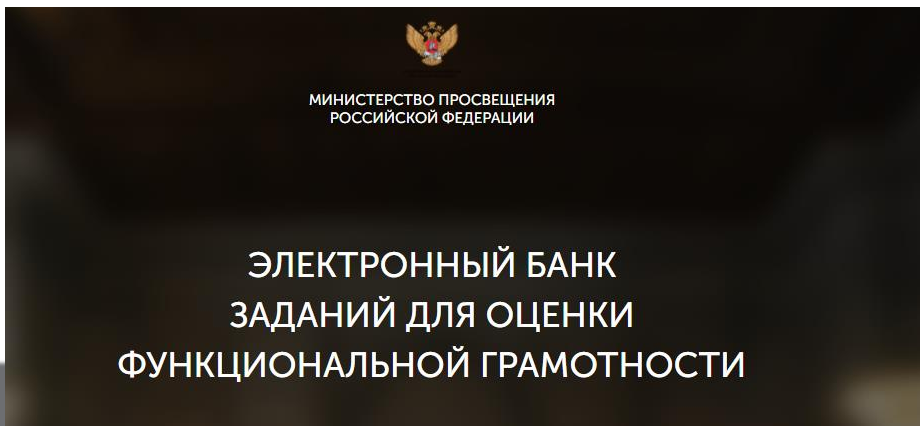 МИНИСТЕРСТВО ПРОСВЕЩЕНИЯ
РОССИЙСКОЙ ФЕДЕРАЦИИ
ЭЛЕКТРОННЫЙ БАНК
ЗАДАНИЙ ДЛЯ ОЦЕНКИ
ФУНКЦИОНАЛЬНОЙ ГРАМОТНОСТИ